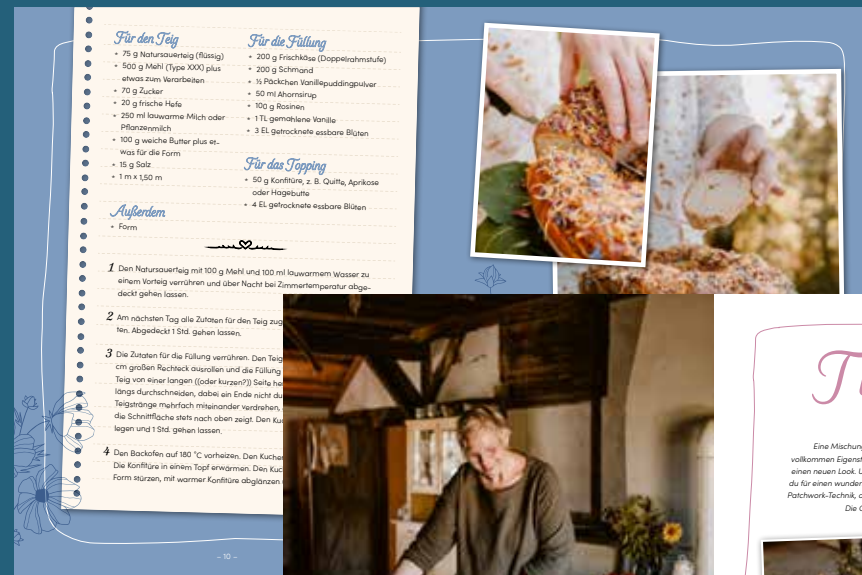 Für den Teig
75 g Natursauerteig (flüssig)
500 g Mehl (Type XXX) plus
etwas zum Verarbeiten
70 g Zucker
20 g frische Hefe
250 ml lauwarme Milch oder
Pflanzenmilch
100 g weiche Butter plus et-
was für die Form
15 g Salz
1 m x 1,50 m
Außerdem
Form
Für die Füllung
200 g Frischkäse (Doppelrahmstufe)
200 g Schmand
½ Päckchen Vanillepuddingpulver
50 ml Ahornsirup
100 g Rosinen
1 TL gemahlene Vanille
3 EL getrocknete essbare Blüten
Für das Topping
50 g Konfitüre, z. B. Quitte, Aprikose
oder Hagebutte
4 EL getrocknete essbare Blüten
1 Den Natursauerteig mit 100 g Mehl und 100 ml lauwarmem Wasser zu
einem Vorteig verrühren und über Nacht bei Zimmertemperatur abge-
deckt gehen lassen.
2 Am nächsten Tag alle Zutaten für den Teig zug
ten. Abgedeckt 1 Std. gehen lassen.
3 Die Zutaten für die Füllung verrühren. Den Teig
cm großen Rechteck ausrollen und die Füllung
Teig von einer langen ((oder kurzen?)) Seite he
längs durchschneiden, dabei ein Ende nicht du
Teigstränge mehrfach miteinander verdrehen,
die Schnittfläche stets nach oben zeigt. Den Kuc
legen und 1 Std. gehen lassen.
4 Den Backofen auf 180 °C vorheizen. Den Kuchen
Die Konfitüre in einem Topf erwärmen. Den Kuc
Form stürzen, mit warmer Konfitüre abglänzen
– 10 –
Eine Mischung
vollkommen Eigenst
einen neuen Look. U
du für einen wunder
Patchwork-Technik, d
Die G